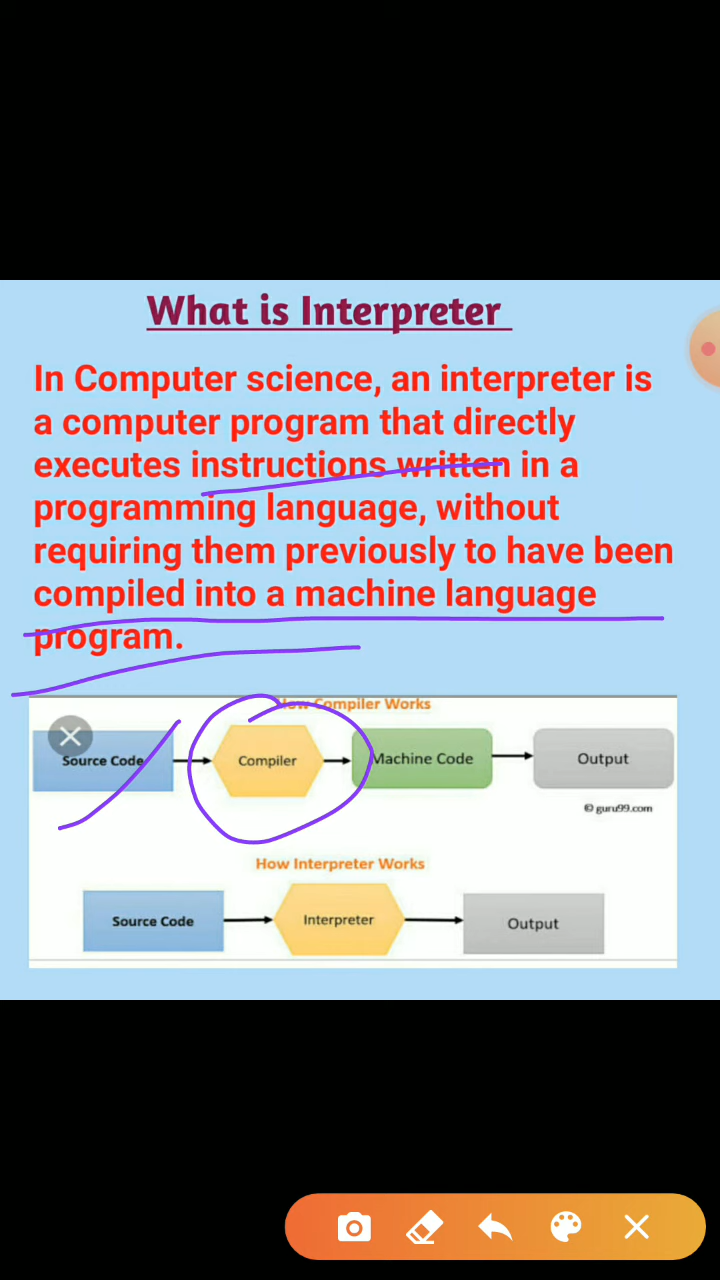 What is Interpreter
In Computer science, an interpreter is
a computer program that directly
executes instructions written in a
programming language, without
requiring them previously to have been
compiled into a machine language
program.
How Compiler Works
Source Code
Compiler
Machine Code
Output
© guru99.com
How Interpreter Works
Source Code
Interpreter
Output